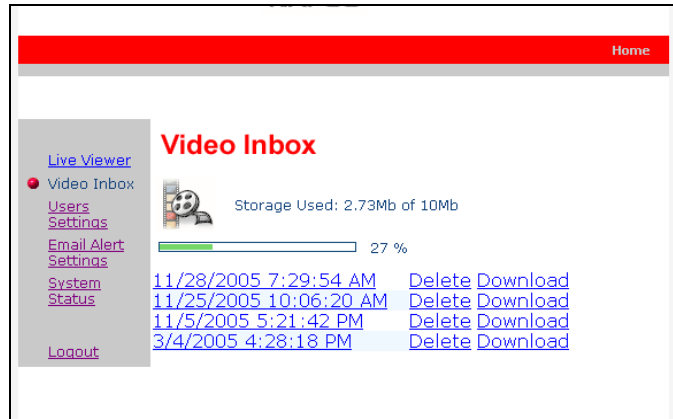 Home
Video Inbox
Live Viewer
Video Inbox
Users
Settings
Email Alert
Settings
System
Status
Logout
Storage Used: 2.73Mb of 10Mb
27 %
11/28/2005 7:29:54 AM Delete Download
11/25/2005 10:06:20 AM Delete Download
11/5/2005 5:21:42 PM Delete Download
3/4/2005 4:28:18 PM Delete Download